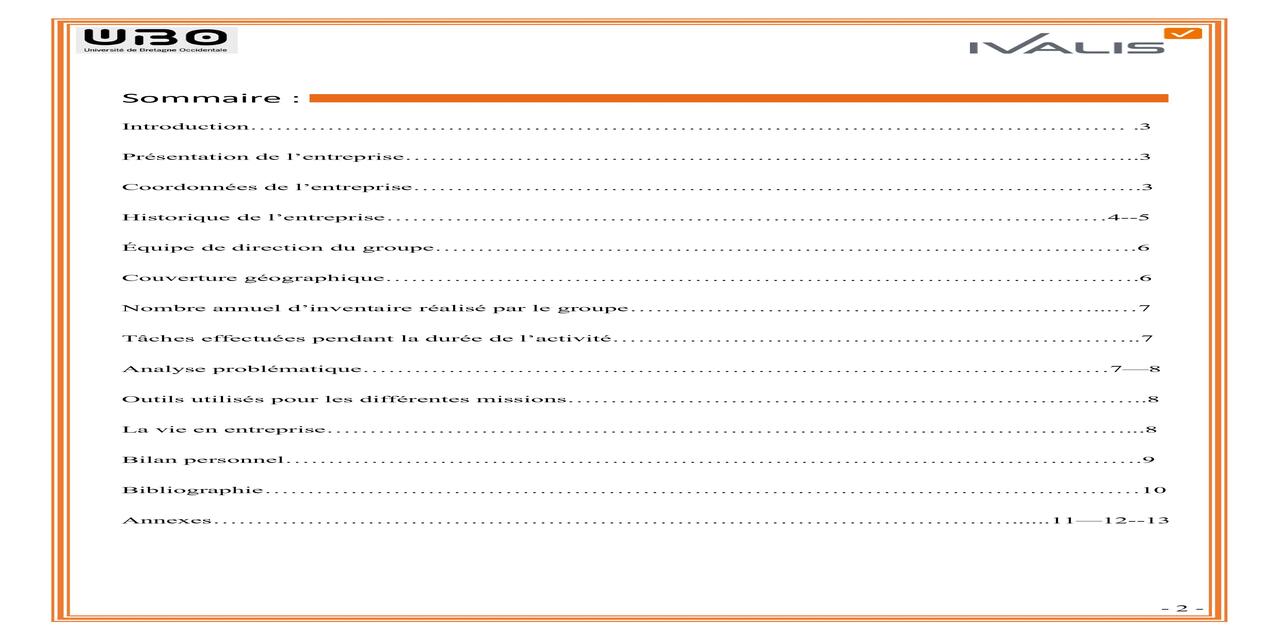 UBO
Université de Bretagne Occidentale
IVALIS
Sommaire :
Introduction.......................................................................................... .3
Présentation de l'entreprise..........................................................................3
Coordonnées de l'entreprise..........................................................................3
Historique de l'entreprise..........................................................................4--5
Équipe de direction du groupe..........................................................................6
Couverture géographique..........................................................................6
Nombre annuel d'inventaire réalisé par le groupe..........................................................7
Tâches effectuées pendant la durée de l'activité..........................................................7
Analyse problématique..........................................................................7—8
Outils utilisés pour les différentes missions..........................................................8
La vie en entreprise..........................................................................8
Bilan personnel..........................................................................9
Bibliographie..........................................................................10
Annexes..........................................................................11—12--13
- 2 -